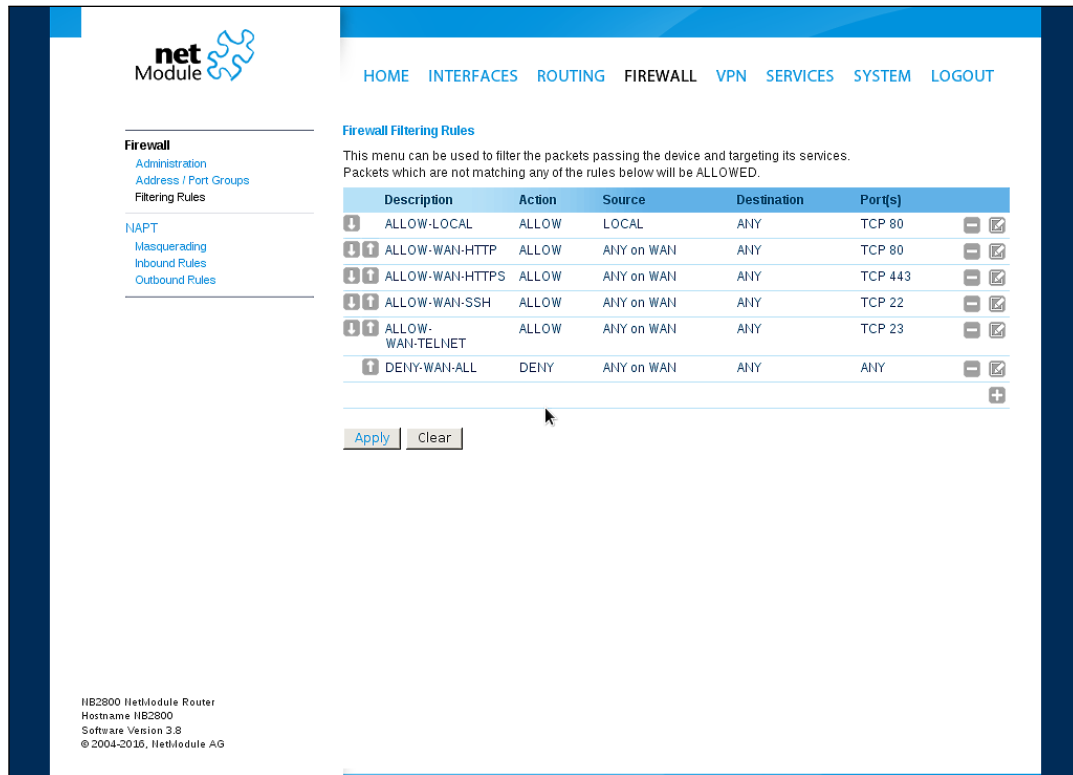 net
Module
HOME INTERFACES ROUTING FIREWALL VPN SERVICES SYSTEM LOGOUT
Firewall
Administration
Address / Port Groups
Filtering Rules
NAPT
Masquerading
Inbound Rules
Outbound Rules
Firewall Filtering Rules
This menu can be used to filter the packets passing the device and targeting its services.
Packets which are not matching any of the rules below will be ALLOWED.
Description Action Source Destination Port(s)
ALLOW-LOCAL ALLOW LOCAL ANY TCP 80
ALLOW-WAN-HTTP ALLOW ANY on WAN ANY TCP 80
ALLOW-WAN-HTTPS ALLOW ANY on WAN ANY TCP 443
ALLOW-WAN-SSH ALLOW ANY on WAN ANY TCP 22
ALLOW- ALLOW ANY on WAN ANY TCP 23
WAN-TELNET
DENY-WAN-ALL DENY ANY on WAN ANY ANY
Apply Clear
NB2800 NetModule Router
Hostname NB2800
Software Version 3.8
© 2004-2016, NetModule AG